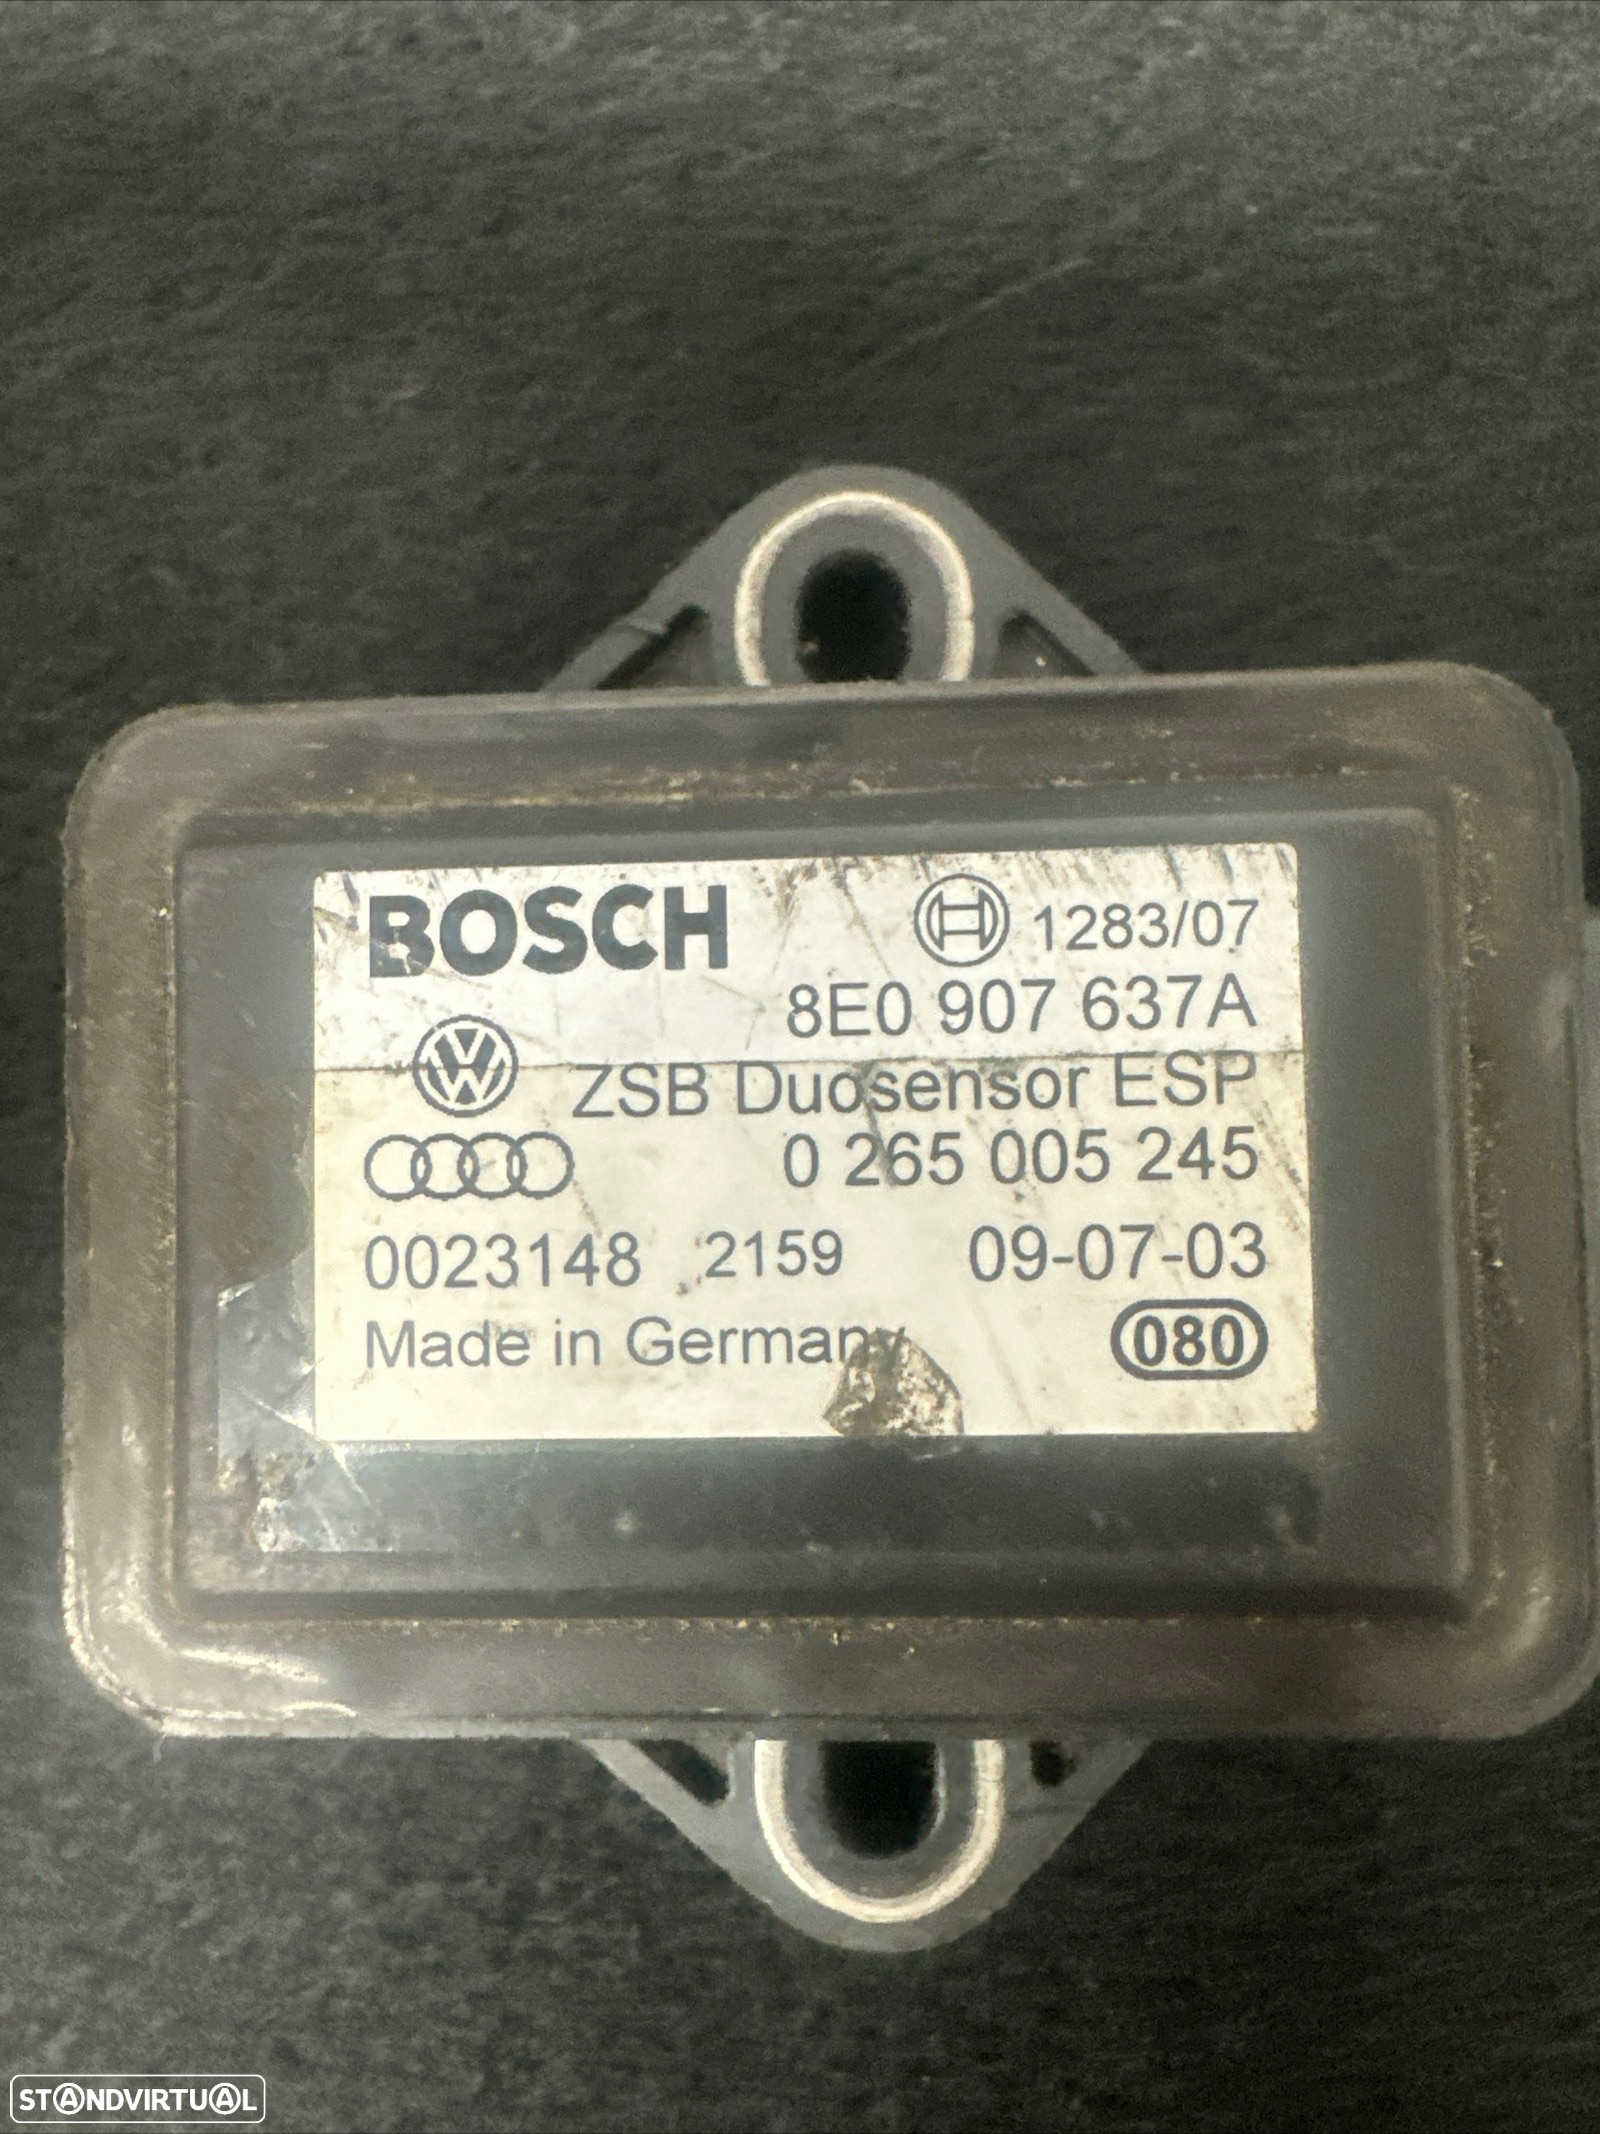 BOSCH 1283/07
8E0 907 637A
ZSB Duosensor ESP
0 265 005 245
0023148 2159 09-07-03
Made in Germany 080
STANDVIRTUAL